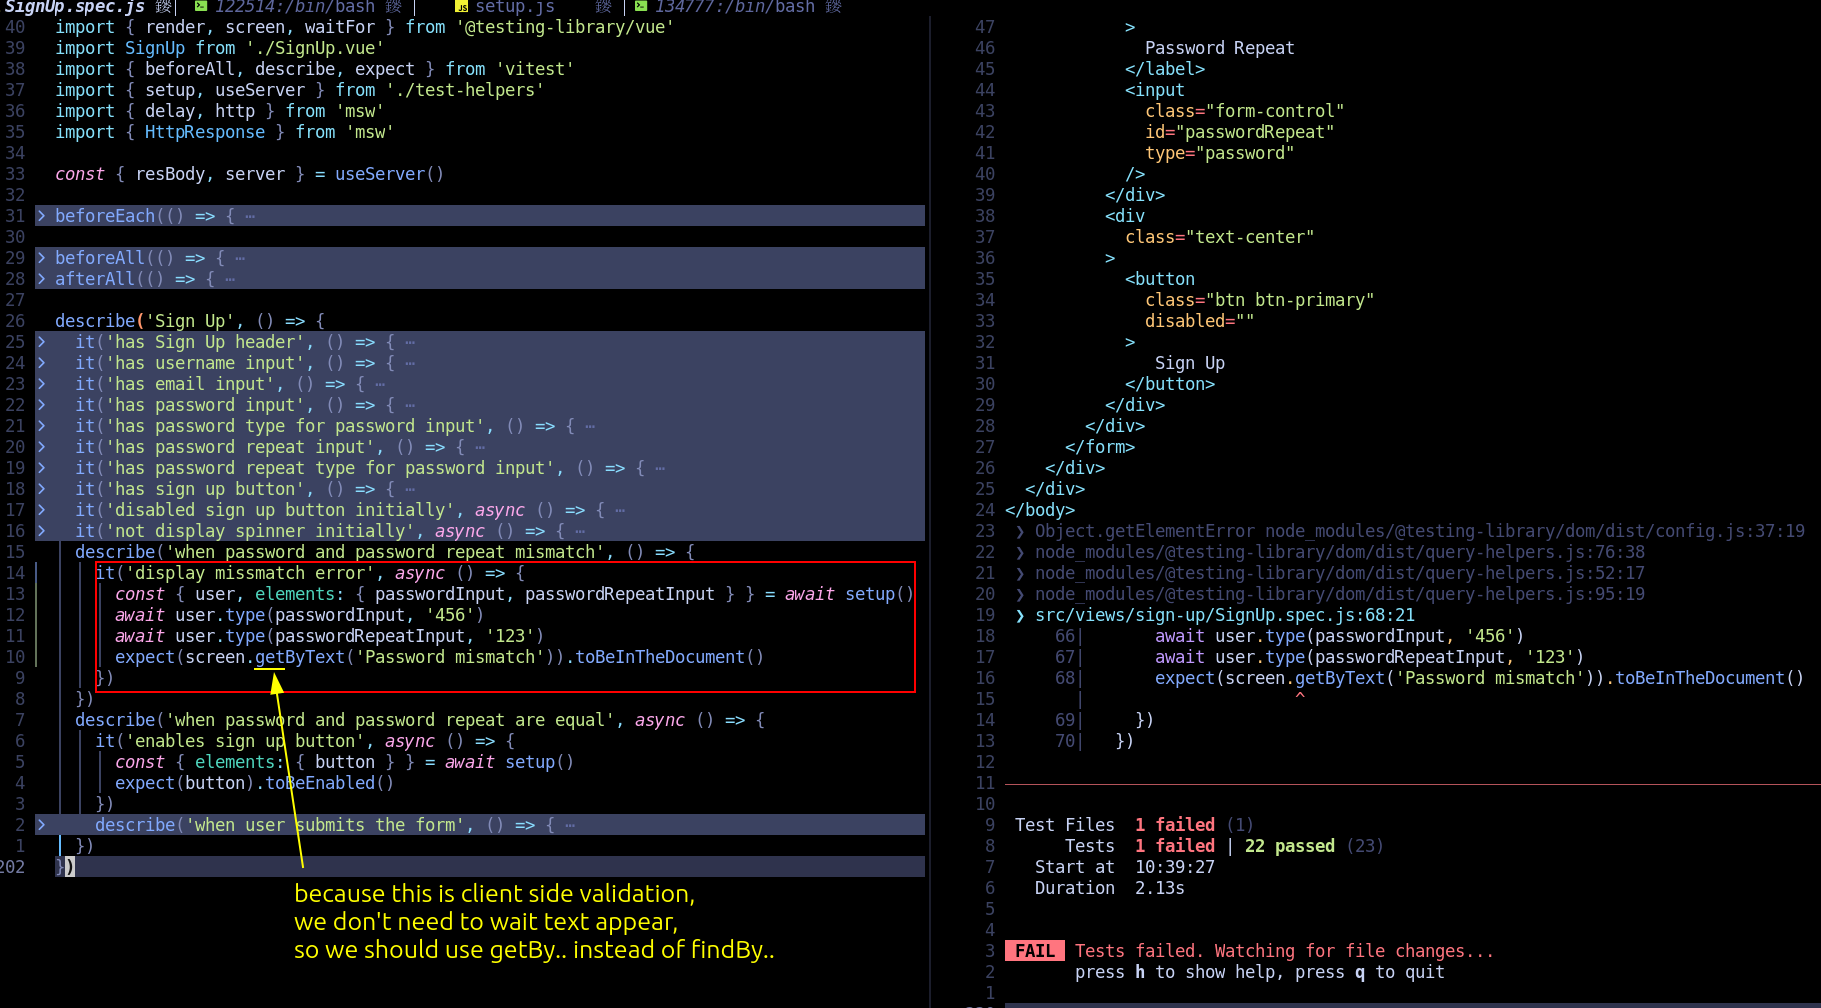 SignUp.spec.js 122514:/bin/bash setup.js 134777:/bin/bash
40 import { render, screen, waitFor } from '@testing-library/vue'
39 import SignUp from './SignUp.vue'
38 import { beforeAll, describe, expect } from 'vitest'
37 import { setup, useServer } from './test-helpers'
36 import { delay, http } from 'msw'
35 import { HttpResponse } from 'msw'
34
33 const { resBody, server } = useServer()
32
31 > beforeEach(() => { ⋯
30
29 > beforeAll(() => { ⋯
28 > afterAll(() => { ⋯
27
26 describe('Sign Up', () => {
25 > it('has Sign Up header', () => { ⋯
24 > it('has username input', () => { ⋯
23 > it('has email input', () => { ⋯
22 > it('has password input', () => { ⋯
21 > it('has password type for password input', () => { ⋯
20 > it('has password repeat input', () => { ⋯
19 > it('has password repeat type for password input', () => { ⋯
18 > it('has sign up button', () => { ⋯
17 > it('disabled sign up button initially', async () => { ⋯
16 > it('not display spinner initially', async () => { ⋯
15 describe('when password and password repeat mismatch', () => {
14 it('display missmatch error', async () => {
13 const { user, elements: { passwordInput, passwordRepeatInput } } = await setup()
12 await user.type(passwordInput, '456')
11 await user.type(passwordRepeatInput, '123')
10 expect(screen.getByText('Password mismatch')).toBeInTheDocument()
9 })
8 })
7 describe('when password and password repeat are equal', async () => {
6 it('enables sign up button', async () => {
5 const { elements: { button } } = await setup()
4 expect(button).toBeEnabled()
3 })
2 > describe('when user submits the form', () => { ⋯
1 })
202 })
because this is client side validation,
we don't need to wait text appear,
so we should use getBy.. instead of findBy..
47 >
46 Password Repeat
45 </label>
44 <input
43 class="form-control"
42 id="passwordRepeat"
41 type="password"
40 />
39 </div>
38 <div
37 class="text-center"
36 >
35 <button
34 class="btn btn-primary"
33 disabled=""
32 >
31 Sign Up
30 </button>
29 </div>
28 </div>
27 </form>
26 </div>
25 </div>
24 </body>
23 ❯ Object.getElementError node_modules/@testing-library/dom/dist/config.js:37:19
22 ❯ node_modules/@testing-library/dom/dist/query-helpers.js:76:38
21 ❯ node_modules/@testing-library/dom/dist/query-helpers.js:52:17
20 ❯ node_modules/@testing-library/dom/dist/query-helpers.js:95:19
19 ❯ src/views/sign-up/SignUp.spec.js:68:21
18 66| await user.type(passwordInput, '456')
17 67| await user.type(passwordRepeatInput, '123')
16 68| expect(screen.getByText('Password mismatch')).toBeInTheDocument()
15 | ^
14 69| })
13 70| })
12
11
10
9 Test Files 1 failed (1)
8 Tests 1 failed | 22 passed (23)
7 Start at 10:39:27
6 Duration 2.13s
5
4
3 FAIL Tests failed. Watching for file changes...
2 press h to show help, press q to quit
1